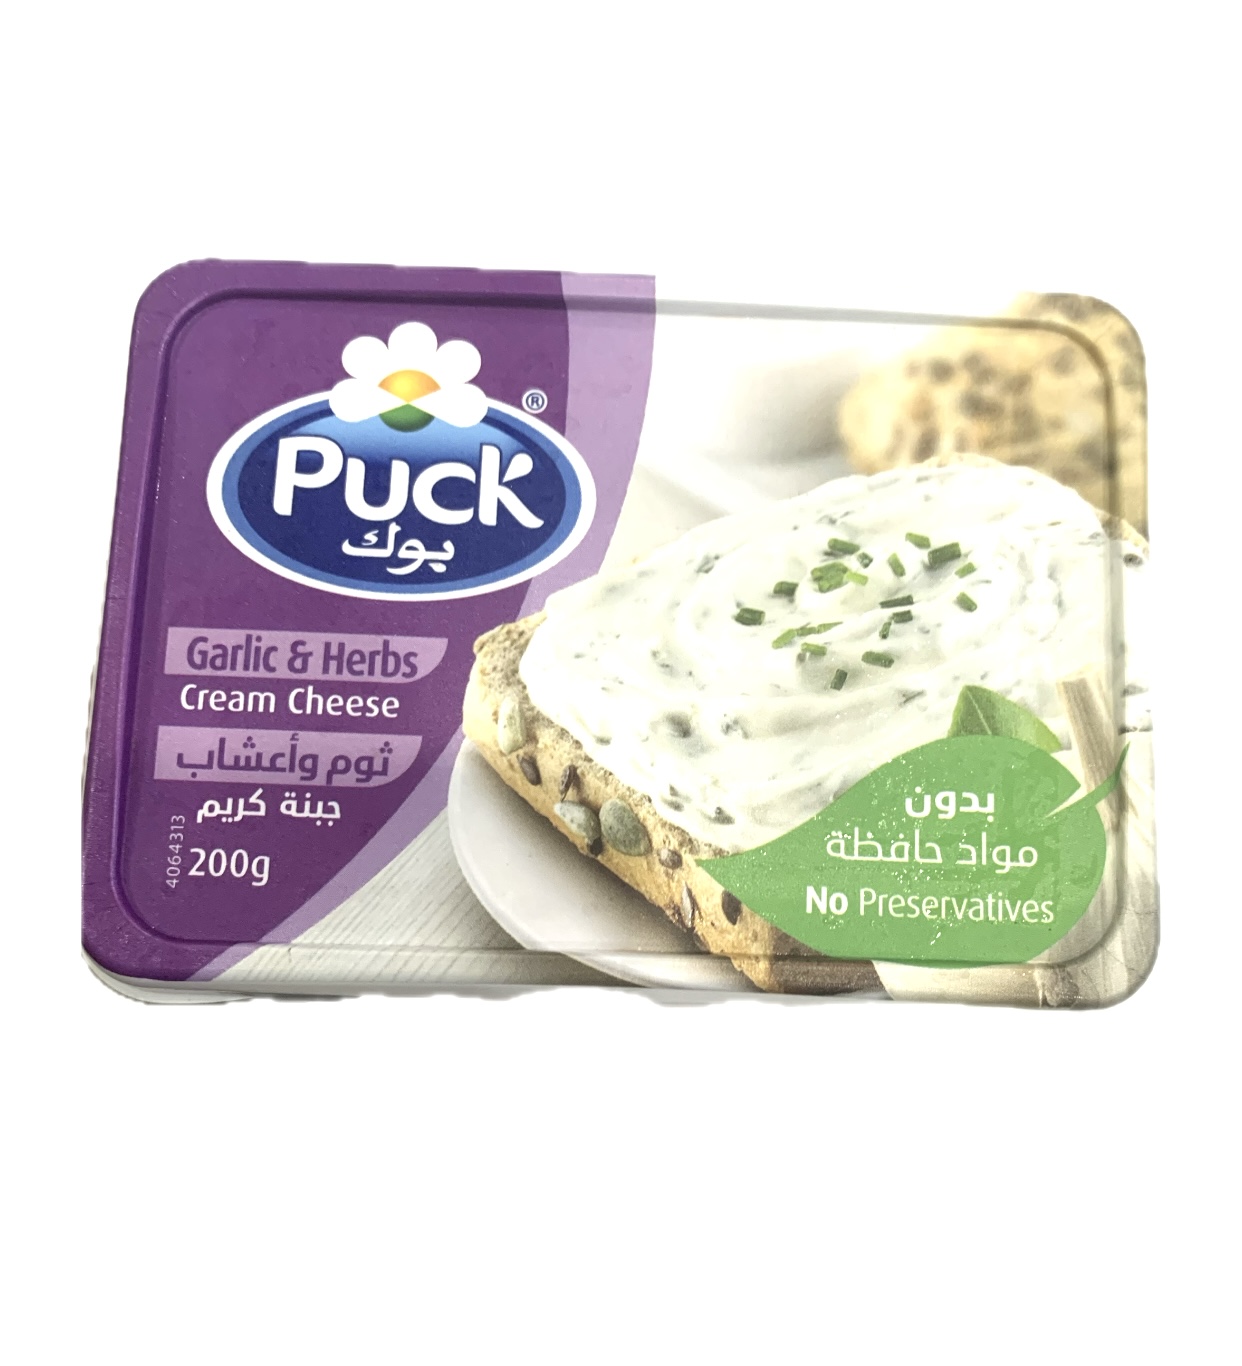 Puck®
بوك
Garlic & Herbs
Cream Cheese
ثوم وأعشاب
جبنة كريم
200g
4064313
بدون
مواد حافظة
No Preservatives